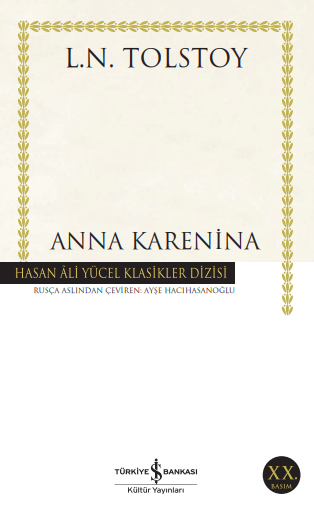 L.N. TOLSTOY
ANNA KARENİNA
HASAN ÂLİ YÜCEL KLASİKLER DİZİSİ
RUSÇA ASLINDAN ÇEVİREN: AYŞE HACIHASANOĞLU
TÜRKİYE İŞ BANKASI
Kültür Yayınları
XX.
BASIM